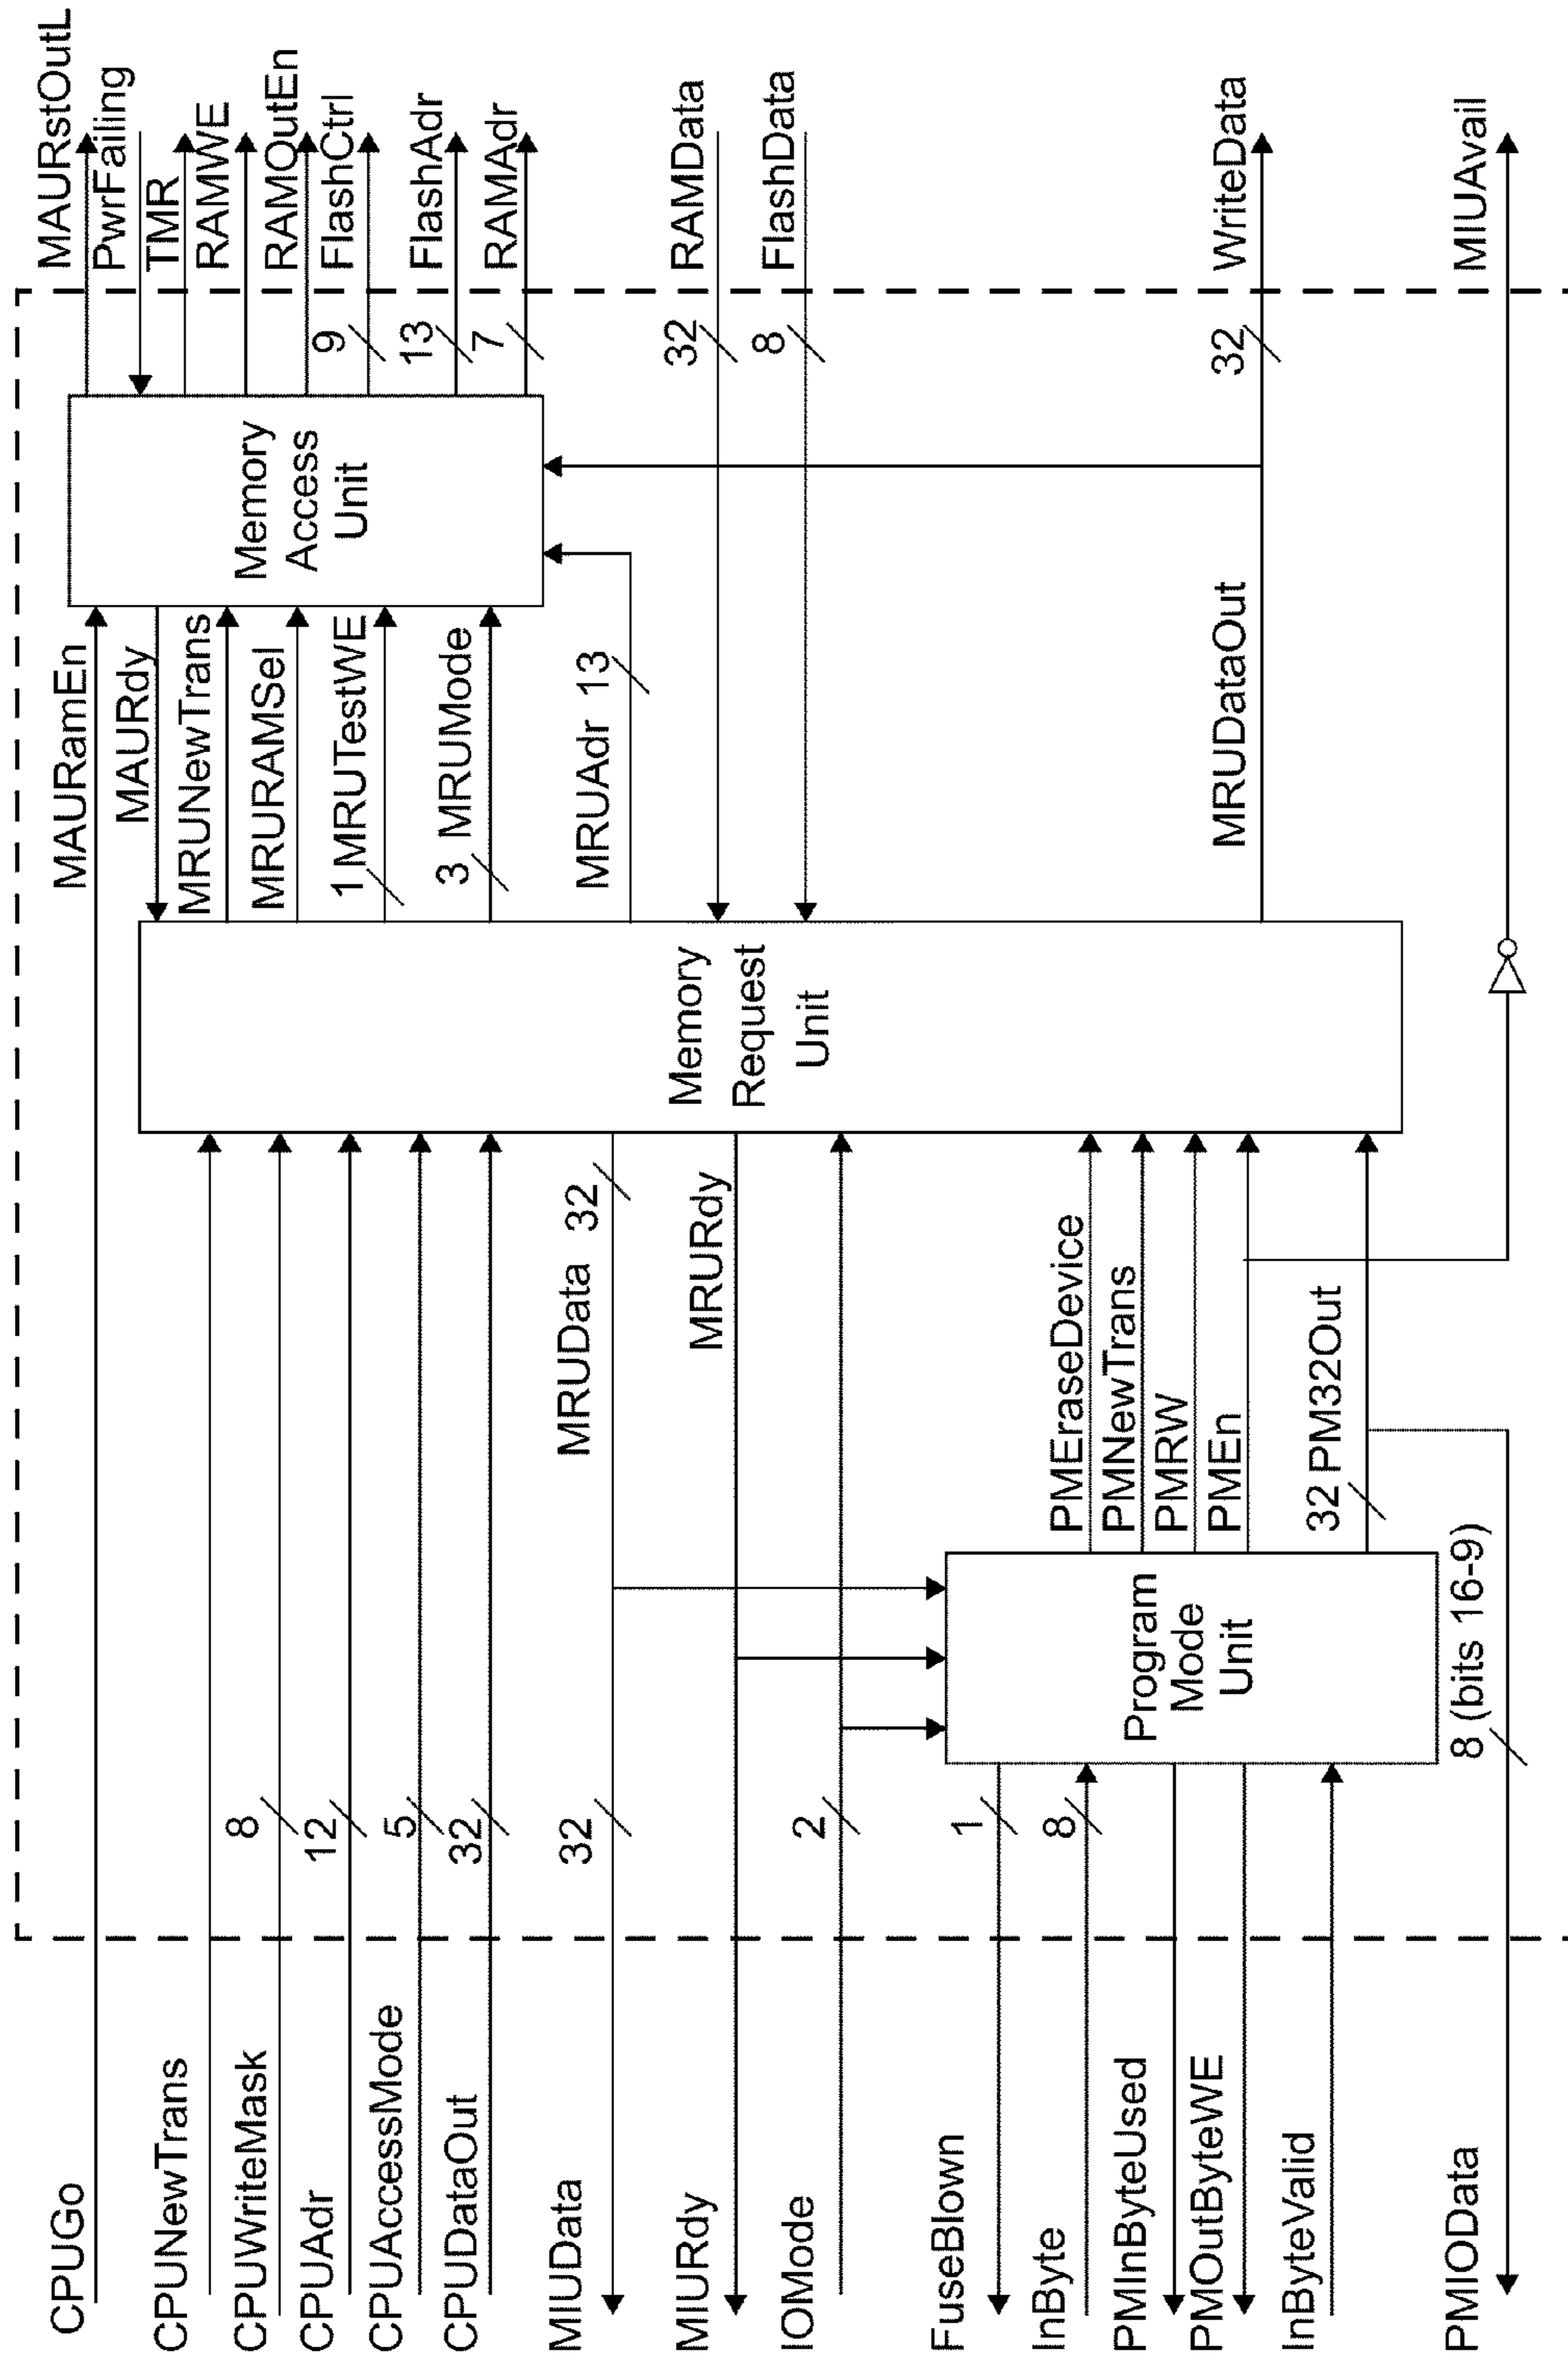 CPUGo
CPUNewTrans
CPUWriteMask
8
CPUAdr
12
CPUAccessMode
5
CPUDataOut
32
MIUData
32
MIURdy
IOMode
2
FuseBlown
1
InByte
8
PMInByteUsed
PMOutByteWE
InByteValid
PMIOData
8 (bits 16-9)
Program
Mode
Unit
PMEraseDevice
PMNewTrans
PMRW
PMEn
32 PM32Out
MRUData 32
MRURdy
Memory
Request
Unit
MAURamEn
MAURdy
MRUNewTrans
MRURAMSel
1MRUTestWE
3 MRUMode
MRUAdr 13
MRUDataOut
Memory
Access
Unit
MAURstOutL
PwrFailing
TMR
RAMWE
RAMOutEn
9
FlashCtrl
13
FlashAdr
7
RAMAdr
32
RAMData
8
FlashData
32
WriteData
MIUAvail